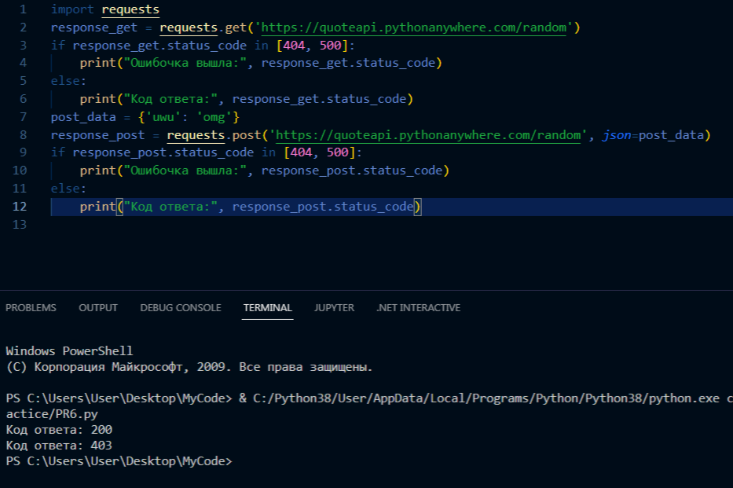 1 import requests
2 response_get = requests.get('https://quoteapi.pythonanywhere.com/random')
3 if response_get.status_code in [404, 500]:
4     print("Ошибочка вышла:", response_get.status_code)
5 else:
6     print("Код ответа:", response_get.status_code)
7 post_data = {'uwu': 'omg'}
8 response_post = requests.post('https://quoteapi.pythonanywhere.com/random', json=post_data)
9 if response_post.status_code in [404, 500]:
10     print("Ошибочка вышла:", response_post.status_code)
11 else:
12     print("Код ответа:", response_post.status_code)
13
PROBLEMS OUTPUT DEBUG CONSOLE TERMINAL JUPYTER .NET INTERACTIVE
Windows PowerShell
(C) Корпорация Майкрософт, 2009. Все права защищены.
PS C:\Users\User\Desktop\MyCode> & C:/Python38/User/AppData/Local/Programs/Python/Python38/python.exe c
actice/PR6.py
Код ответа: 200
Код ответа: 403
PS C:\Users\User\Desktop\MyCode>